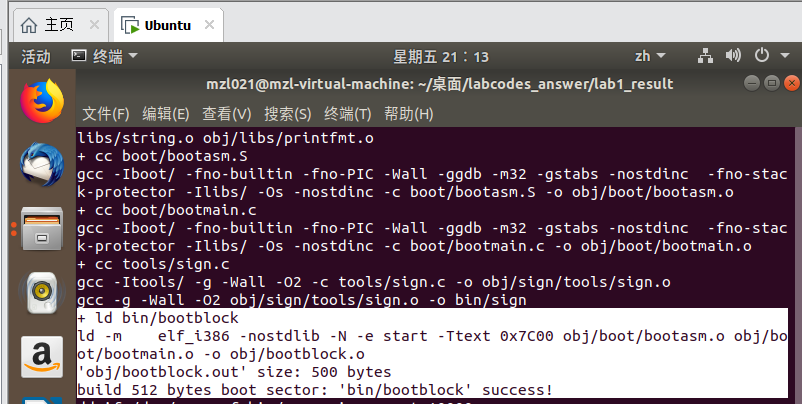 主页 × Ubuntu ×
活动 终端 星期五 21：13 zh
mzl021@mzl-virtual-machine: ~/桌面/labcodes_answer/lab1_result
文件(F) 编辑(E) 查看(V) 搜索(S) 终端(T) 帮助(H)
libs/string.o obj/libs/printfmt.o
+ cc boot/bootasm.S
gcc -Iboot/ -fno-builtin -fno-PIC -Wall -ggdb -m32 -gstabs -nostdinc  -fno-stac
k-protector -Ilibs/ -Os -nostdinc -c boot/bootasm.S -o obj/boot/bootasm.o
+ cc boot/bootmain.c
gcc -Iboot/ -fno-builtin -fno-PIC -Wall -ggdb -m32 -gstabs -nostdinc  -fno-stac
k-protector -Ilibs/ -Os -nostdinc -c boot/bootmain.c -o obj/boot/bootmain.o
+ cc tools/sign.c
gcc -Itools/ -g -Wall -O2 -c tools/sign.c -o obj/sign/tools/sign.o
gcc -g -Wall -O2 obj/sign/tools/sign.o -o bin/sign
+ ld bin/bootblock
ld -m    elf_i386 -nostdlib -N -e start -Ttext 0x7C00 obj/boot/bootasm.o obj/bo
ot/bootmain.o -o obj/bootblock.o
'obj/bootblock.out' size: 500 bytes
build 512 bytes boot sector: 'bin/bootblock' success!